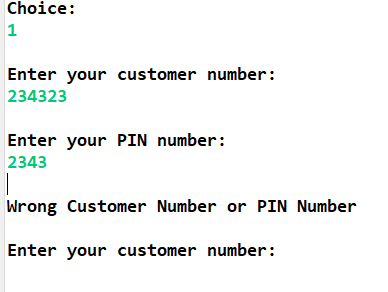 Choice:
1
Enter your customer number:
234323
Enter your PIN number:
2343
Wrong Customer Number or PIN Number
Enter your customer number: